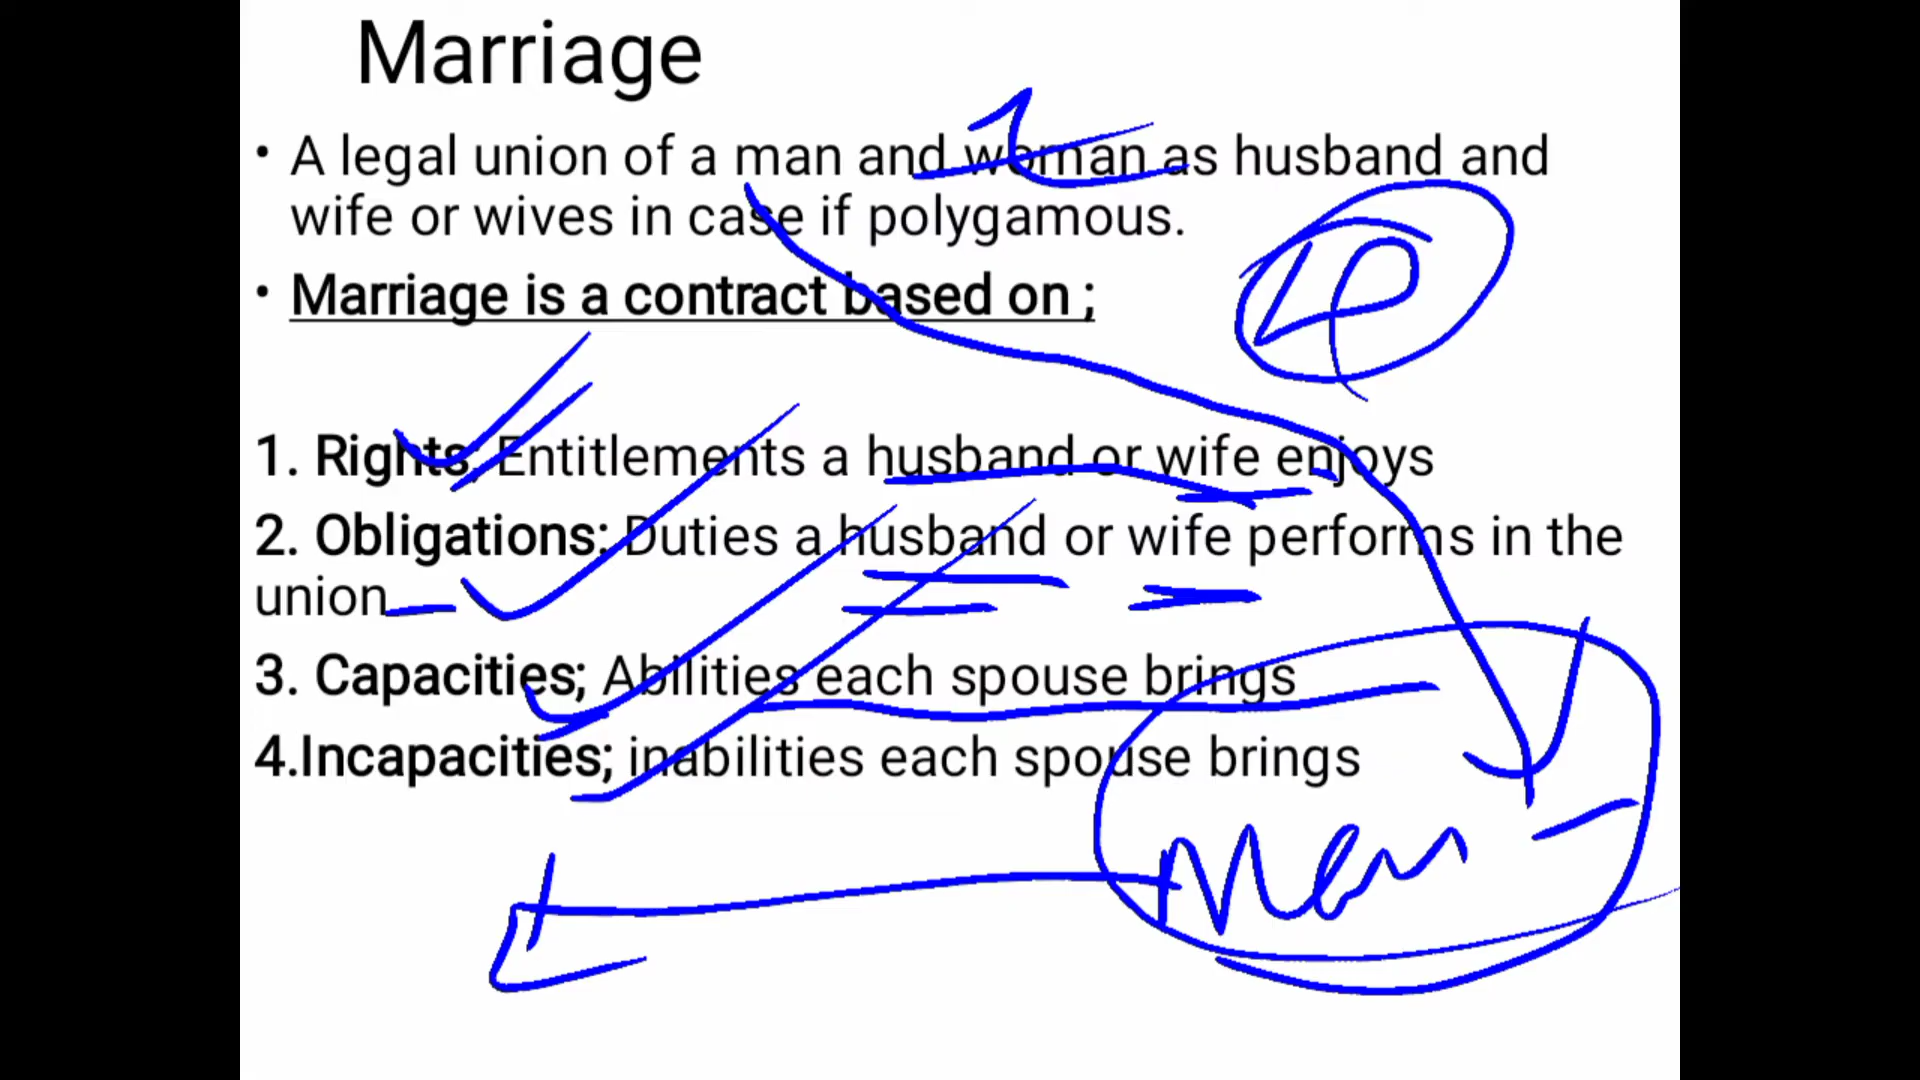 Marriage
• A legal union of a man and woman as husband and
wife or wives in case if polygamous.
• Marriage is a contract based on ;
1. Rights; Entitlements a husband or wife enjoys
2. Obligations; Duties a husband or wife performs in the
union
3. Capacities; Abilities each spouse brings
4.Incapacities; inabilities each spouse brings